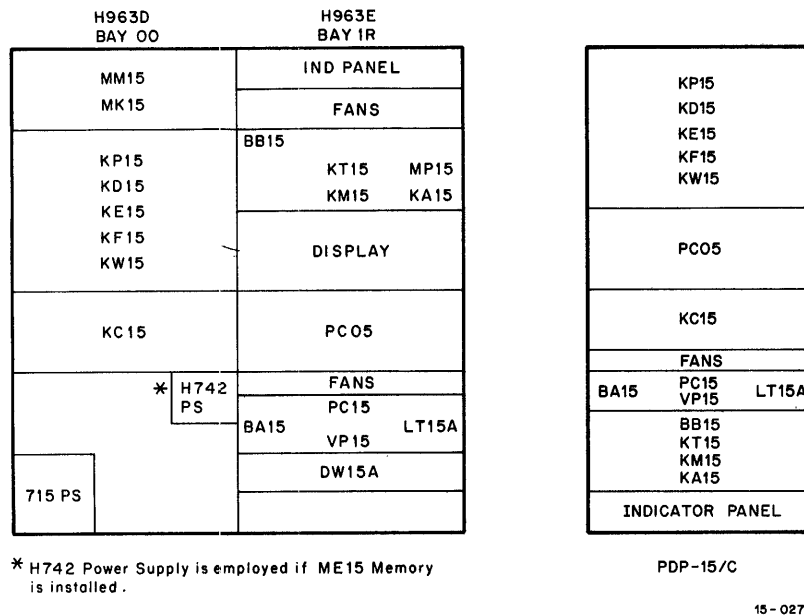 H963D
BAY 00
H963E
BAY 1R
MM15
MK15
KP15
KD15
KE15
KF15
KW15
KC15
* H742
PS
715 PS
IND PANEL
FANS
BB15
KT15 MP15
KM15 KA15
DISPLAY
PC05
FANS
PC15
BA15 LT15A
VP15
DW15A
* H742 Power Supply is employed if ME15 Memory
is installed.
KP15
KD15
KE15
KF15
KW15
PC05
KC15
FANS
BA15 PC15 LT15A
VP15
BB15
KT15
KM15
KA15
INDICATOR PANEL
PDP-15/C
15-027